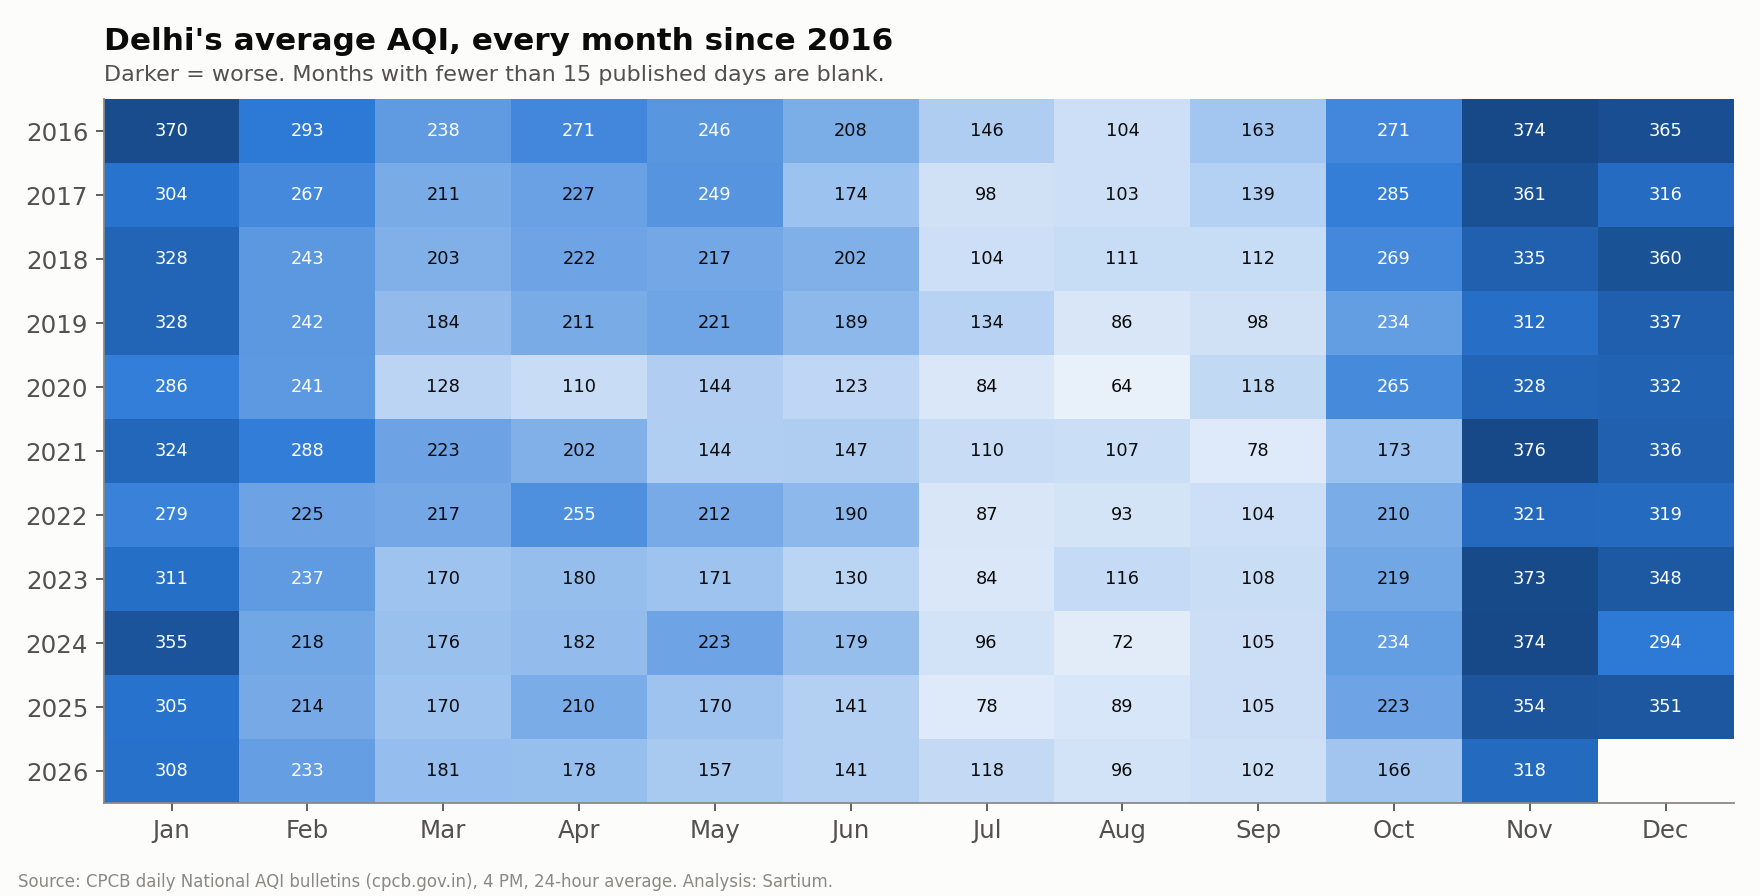 Delhi's average AQI, every month since 2016
Darker = worse. Months with fewer than 15 published days are blank.
2016 370 293 238 271 246 208 146 104 163 271 374 365
2017 304 267 211 227 249 174 98 103 139 285 361 316
2018 328 243 203 222 217 202 104 111 112 269 335 360
2019 328 242 184 211 221 189 134 86 98 234 312 337
2020 286 241 128 110 144 123 84 64 118 265 328 332
2021 324 288 223 202 144 147 110 107 78 173 376 336
2022 279 225 217 255 212 190 87 93 104 210 321 319
2023 311 237 170 180 171 130 84 116 108 219 373 348
2024 355 218 176 182 223 179 96 72 105 234 374 294
2025 305 214 170 210 170 141 78 89 105 223 354 351
2026 308 233 181 178 157 141 118 96 102 166 318
Jan Feb Mar Apr May Jun Jul Aug Sep Oct Nov Dec
Source: CPCB daily National AQI bulletins (cpcb.gov.in), 4 PM, 24-hour average. Analysis: Sartium.